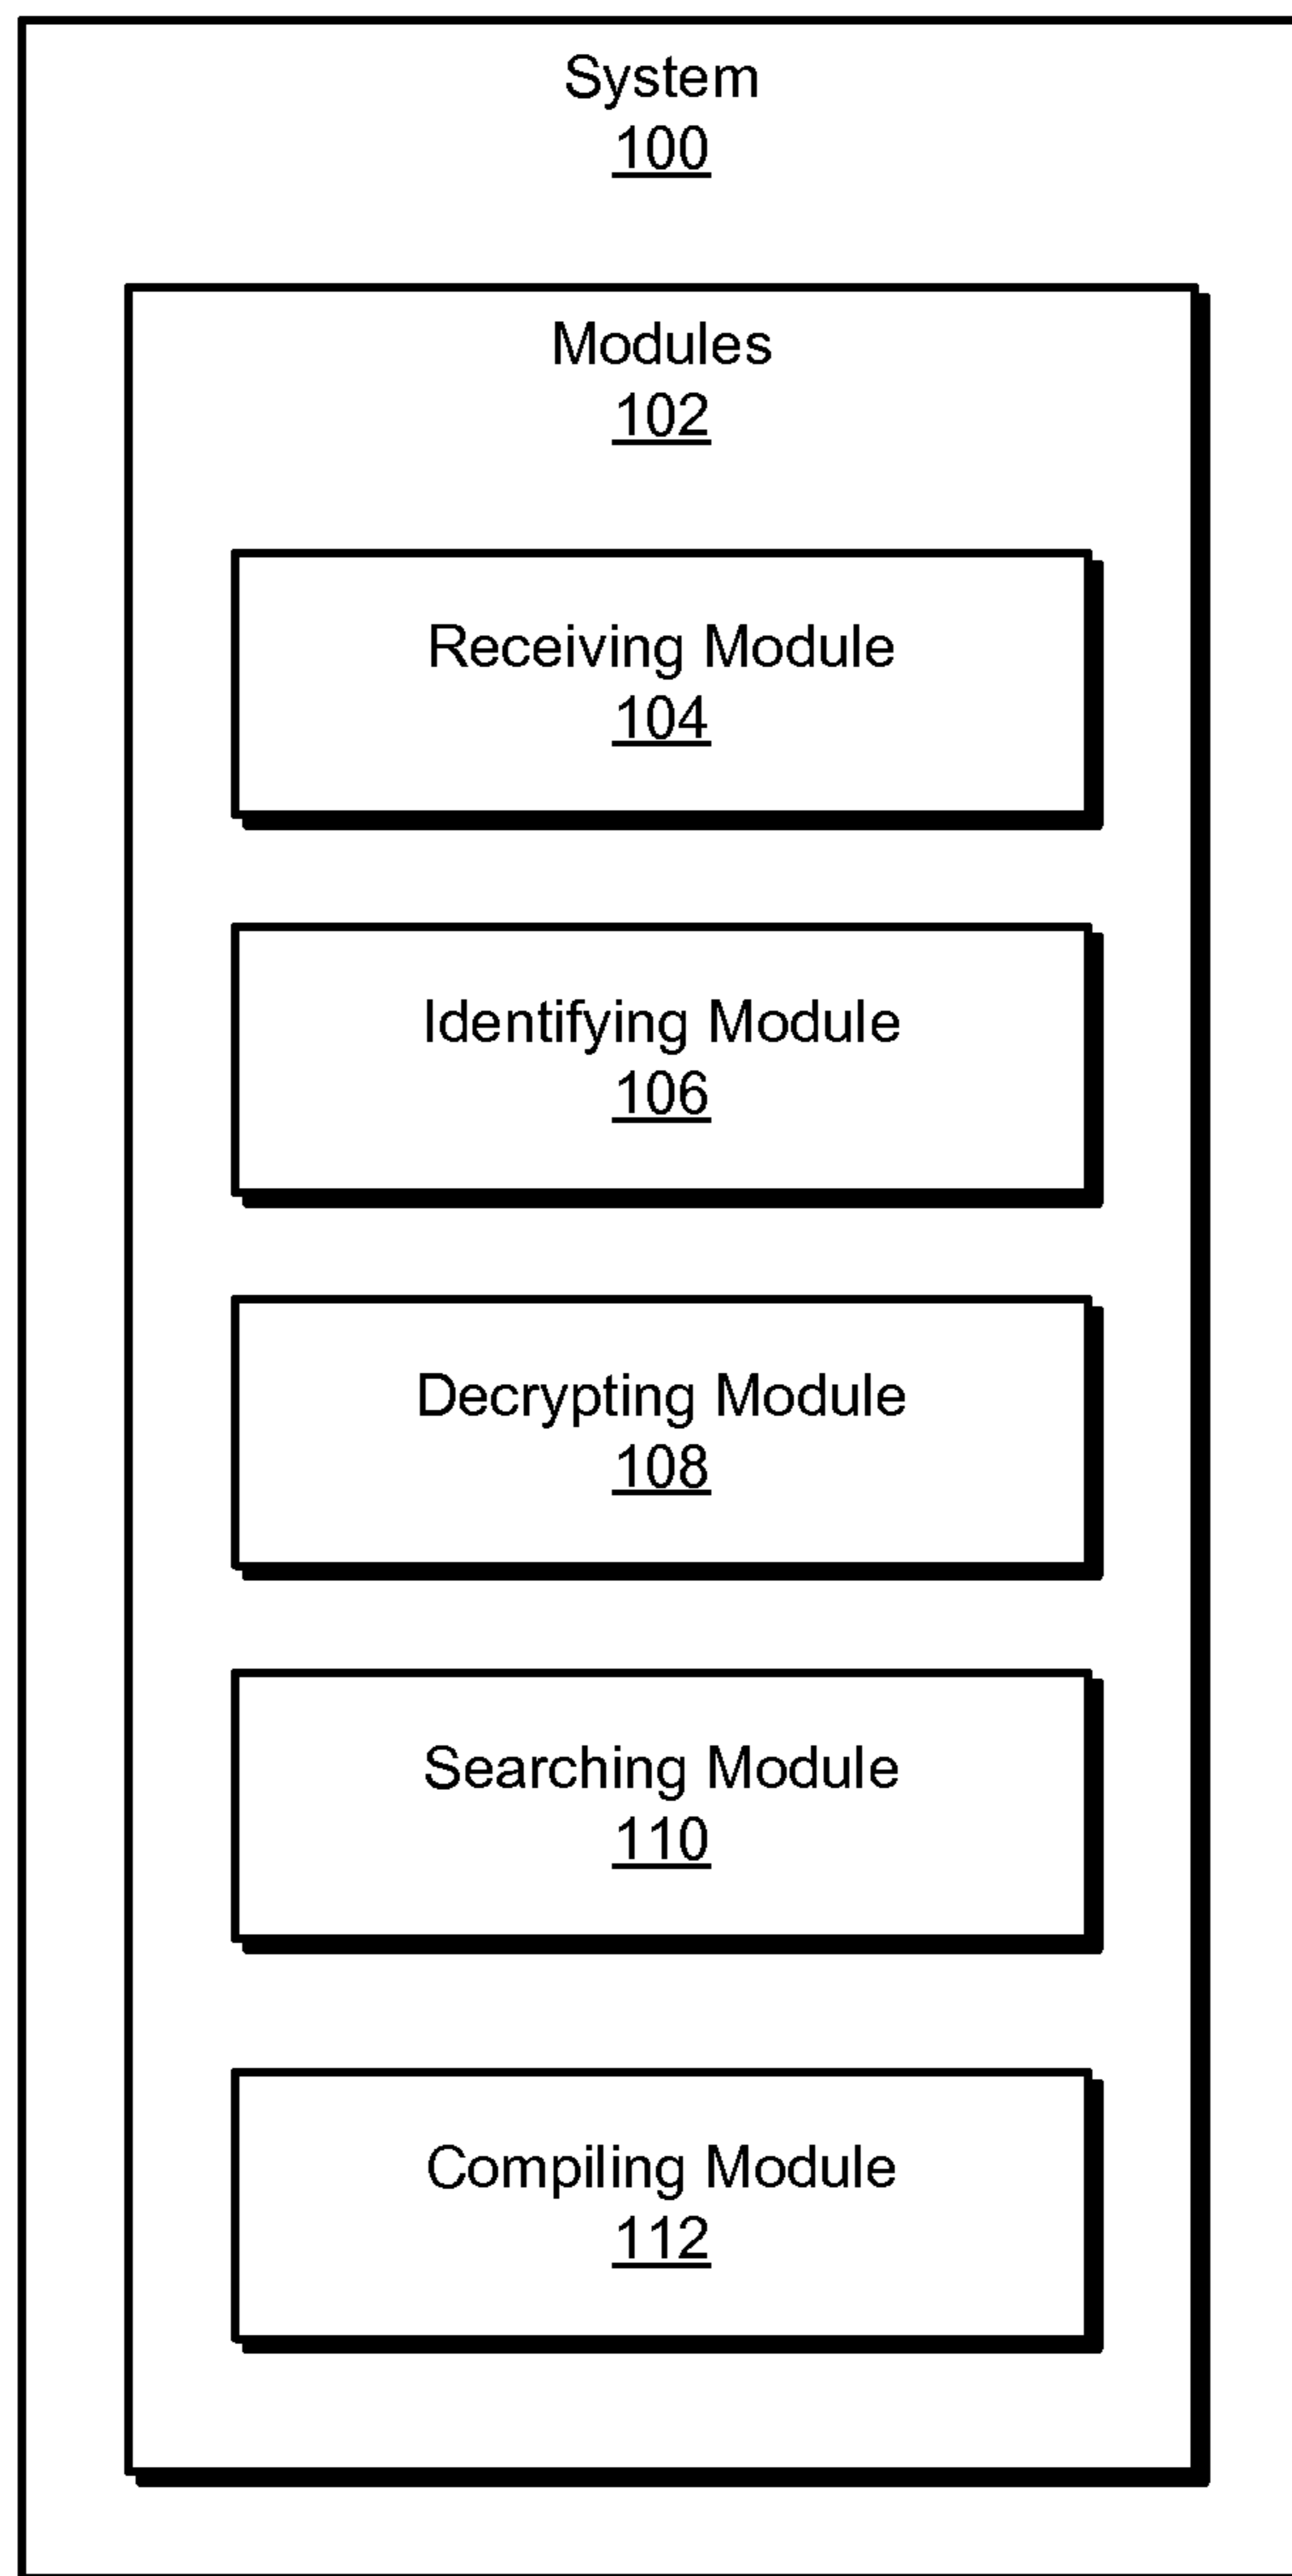 System
100
Modules
102
Receiving Module
104
Identifying Module
106
Decrypting Module
108
Searching Module
110
Compiling Module
112